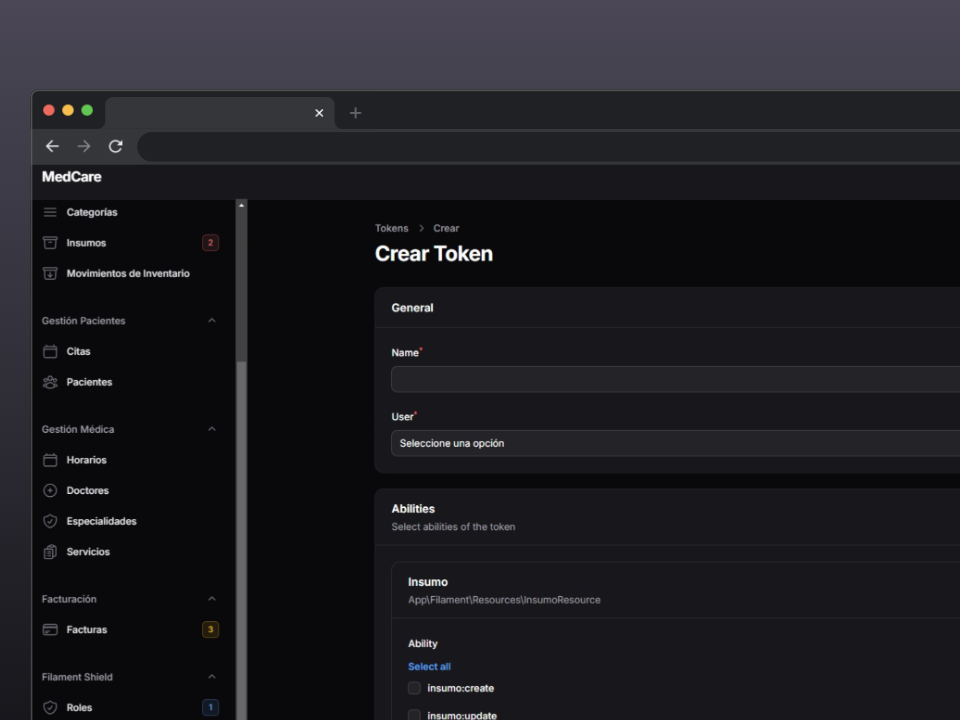 MedCare
Categorías
Insumos 2
Movimientos de Inventario
Gestión Pacientes
Citas
Pacientes
Gestión Médica
Horarios
Doctores
Especialidades
Servicios
Facturación
Facturas 3
Filament Shield
Roles 1
Tokens > Crear
Crear Token
General
Name*
User*
Seleccione una opción
Abilities
Select abilities of the token
Insumo
App\Filament\Resources\InsumoResource
Ability
Select all
insumo:create
insumo:update